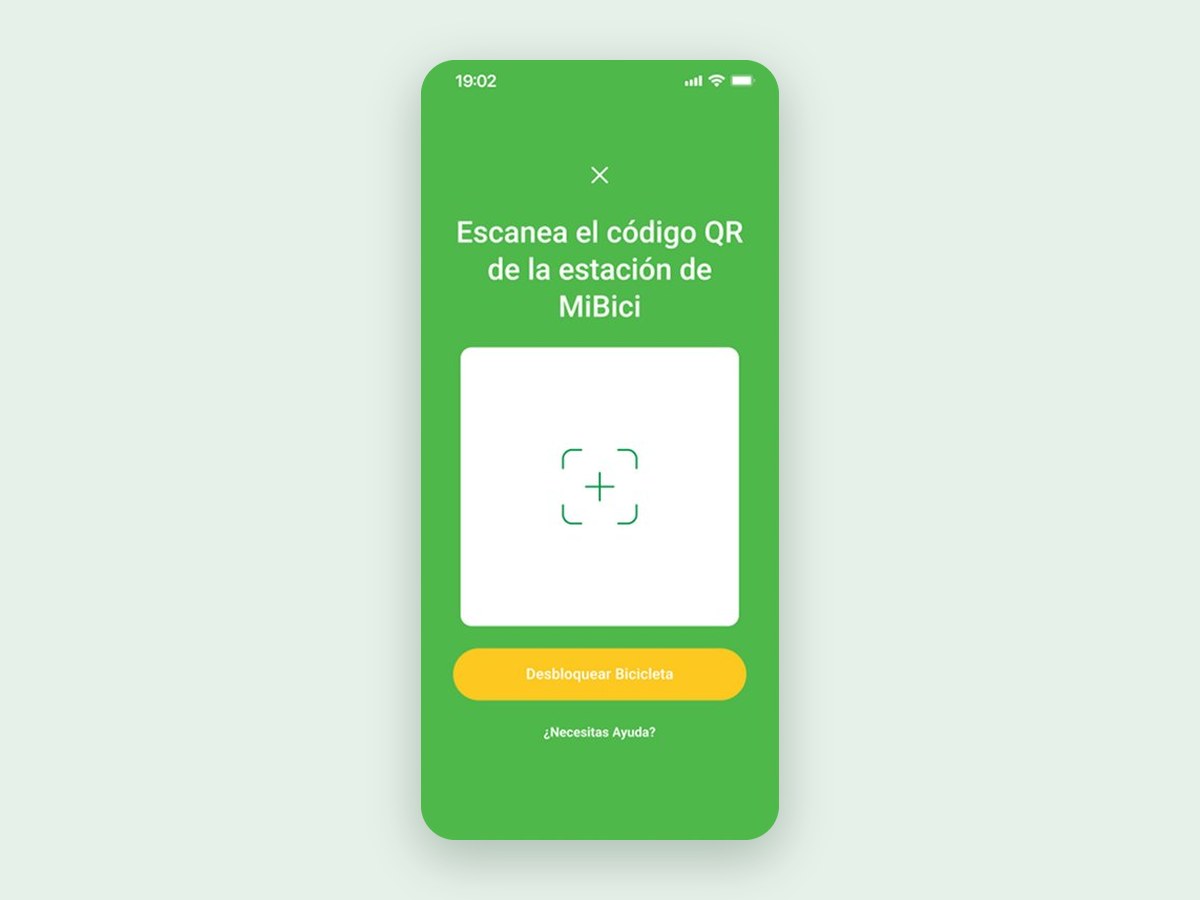 19:02
Escanea el código QR
de la estación de
MiBici
Desbloquear Bicicleta
¿Necesitas Ayuda?